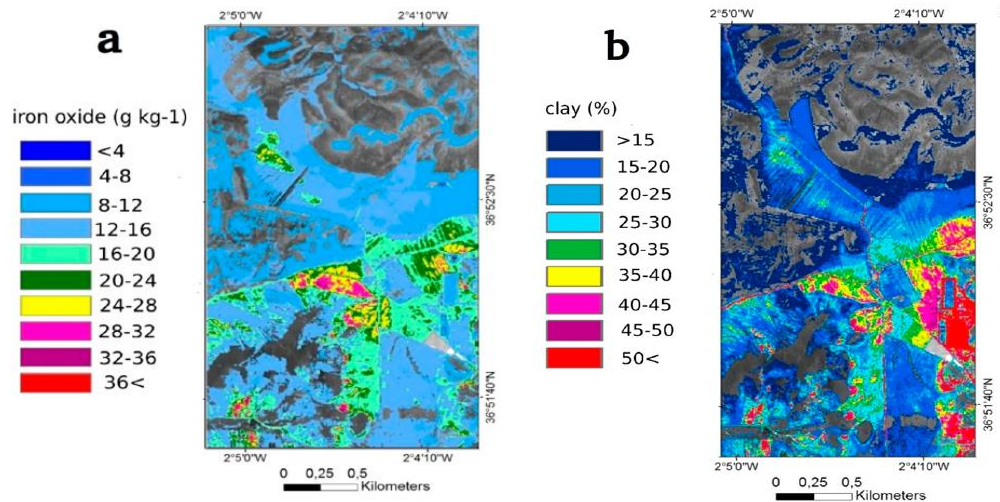 a
iron oxide (g kg-1)
<4
4-8
8-12
12-16
16-20
20-24
24-28
28-32
32-36
36<
2°5'0"W
2°4'10"W
36°52'30"N
36°51'40"N
2°5'0"W
2°4'10"W
0 0,25 0,5
Kilometers
b
clay (%)
>15
15-20
20-25
25-30
30-35
35-40
40-45
45-50
50<
2°5'0"W
2°4'10"W
36°52'30"N
36°51'40"N
2°5'0"W
2°4'10"W
0 0,25 0,5
Kilometers